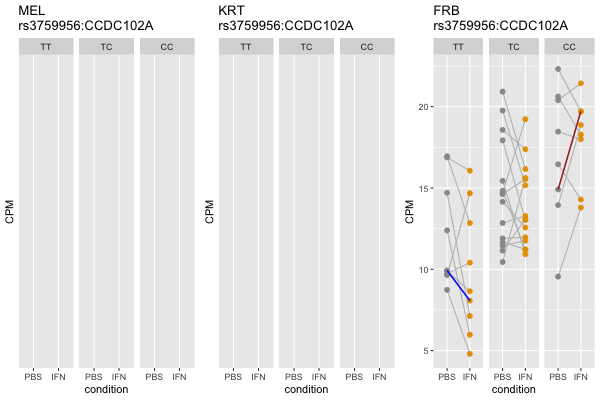 MEL
rs3759956:CCDC102A
TT TC CC
CPM
PBS IFN PBS IFN PBS IFN
condition
KRT
rs3759956:CCDC102A
TT TC CC
CPM
PBS IFN PBS IFN PBS IFN
condition
FRB
rs3759956:CCDC102A
TT TC CC
CPM
20
15
10
5
PBS IFN PBS IFN PBS IFN
condition